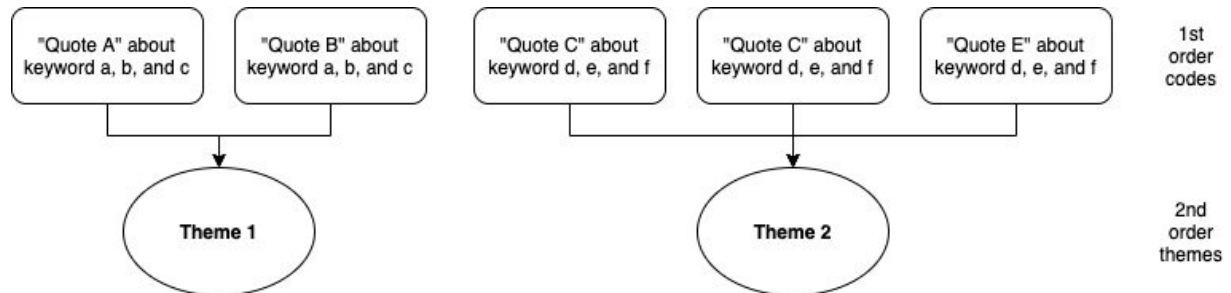 "Quote A" about
keyword a, b, and c
"Quote B" about
keyword a, b, and c
"Quote C" about
keyword d, e, and f
"Quote C" about
keyword d, e, and f
"Quote E" about
keyword d, e, and f
1st
order
codes
Theme 1
Theme 2
2nd
order
themes